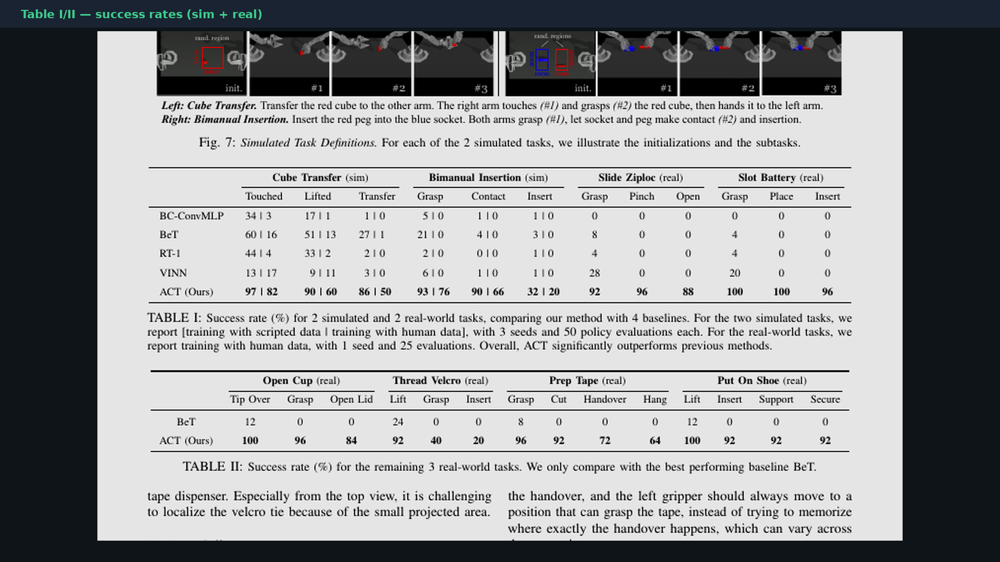 Table I/II — success rates (sim + real)
rand. region
init.
#1
#2
#3
rand. regions
init.
#1
#2
#3
Left: Cube Transfer. Transfer the red cube to the other arm. The right arm touches (#1) and grasps (#2) the red cube, then hands it to the left arm.
Right: Bimanual Insertion. Insert the red peg into the blue socket. Both arms grasp (#1), let socket and peg make contact (#2) and insertion.
Fig. 7: Simulated Task Definitions. For each of the 2 simulated tasks, we illustrate the initializations and the subtasks.
Cube Transfer (sim) Bimanual Insertion (sim) Slide Ziploc (real) Slot Battery (real)
Touched Lifted Transfer Grasp Contact Insert Grasp Pinch Open Grasp Place Insert
BC-ConvMLP 34 | 3 17 | 1 1 | 0 5 | 0 1 | 0 1 | 0 0 0 0 0 0 0
BeT 60 | 16 51 | 13 27 | 1 21 | 0 4 | 0 3 | 0 8 0 0 4 0 0
RT-1 44 | 4 33 | 2 2 | 0 2 | 0 0 | 0 1 | 0 4 0 0 4 0 0
VINN 13 | 17 9 | 11 3 | 0 6 | 0 1 | 0 1 | 0 28 0 0 20 0 0
ACT (Ours) 97 | 82 90 | 60 86 | 50 93 | 76 90 | 66 32 | 20 92 96 88 100 100 96
TABLE I: Success rate (%) for 2 simulated and 2 real-world tasks, comparing our method with 4 baselines. For the two simulated tasks, we
report [training with scripted data | training with human data], with 3 seeds and 50 policy evaluations each. For the real-world tasks, we
report training with human data, with 1 seed and 25 evaluations. Overall, ACT significantly outperforms previous methods.
Open Cup (real) Thread Velcro (real) Prep Tape (real) Put On Shoe (real)
Tip Over Grasp Open Lid Lift Grasp Insert Grasp Cut Handover Hang Lift Insert Support Secure
BeT 12 0 0 24 0 0 8 0 0 0 12 0 0 0
ACT (Ours) 100 96 84 92 40 20 96 92 72 64 100 92 92 92
TABLE II: Success rate (%) for the remaining 3 real-world tasks. We only compare with the best performing baseline BeT.
tape dispenser. Especially from the top view, it is challenging
to localize the velcro tie because of the small projected area.
the handover, and the left gripper should always move to a
position that can grasp the tape, instead of trying to memorize
where exactly the handover happens, which can vary across